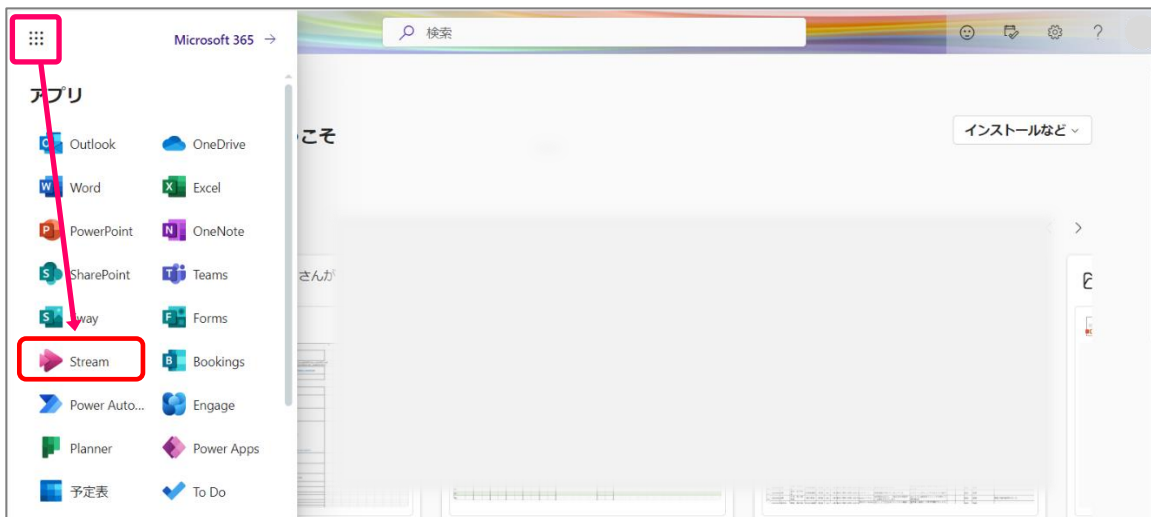 Microsoft 365 →
検索
?
アプリ
Outlook
OneDrive
こそ
インストールなど
Word
Excel
PowerPoint
OneNote
SharePoint
Teams
さんが
way
Forms
Stream
Bookings
Power Auto...
Engage
Planner
Power Apps
予定表
To Do